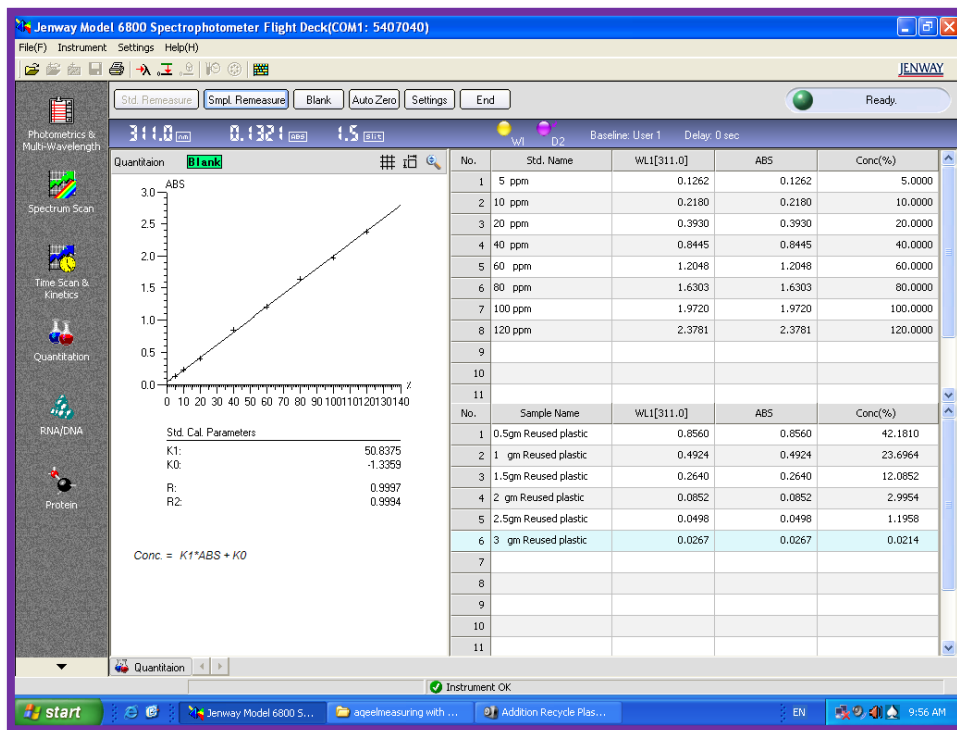 Jenway Model 6800 Spectrophotometer Flight Deck(COM1: 5407040)
File(F) Instrument Settings Help(H)
JENWAY
Std. Remeasure Smpl. Remeasure Blank Auto Zero Settings End Ready.
311.0 nm 0.1321 ABS 1.5 Slit WI D2 Baseline: User 1 Delay: 0 sec
Photometrics &
Multi-Wavelength
Spectrum Scan
Time Scan &
Kinetics
Quantitation
RNA/DNA
Protein
Quantitaion Blank
ABS
3.0
2.5
2.0
1.5
1.0
0.5
0.0
%
0 10 20 30 40 50 60 70 80 90 100110120130140
Std. Cal. Parameters
K1: 50.8375
K0: -1.3359
R: 0.9997
R2: 0.9994
Conc. = K1*ABS + K0
No. Std. Name WL1[311.0] ABS Conc(%)
1 5 ppm 0.1262 0.1262 5.0000
2 10 ppm 0.2180 0.2180 10.0000
3 20 ppm 0.3930 0.3930 20.0000
4 40 ppm 0.8445 0.8445 40.0000
5 60 ppm 1.2048 1.2048 60.0000
6 80 ppm 1.6303 1.6303 80.0000
7 100 ppm 1.9720 1.9720 100.0000
8 120 ppm 2.3781 2.3781 120.0000
9
10
11
No. Sample Name WL1[311.0] ABS Conc(%)
1 0.5gm Reused plastic 0.8560 0.8560 42.1810
2 1 gm Reused plastic 0.4924 0.4924 23.6964
3 1.5gm Reused plastic 0.2640 0.2640 12.0852
4 2 gm Reused plastic 0.0852 0.0852 2.9954
5 2.5gm Reused plastic 0.0498 0.0498 1.1958
6 3 gm Reused plastic 0.0267 0.0267 0.0214
7
8
9
10
11
Quantitaion
Instrument OK
start Jenway Model 6800 S... aqeelmeasuring with ... Addition Recycle Plas... EN 9:56 AM